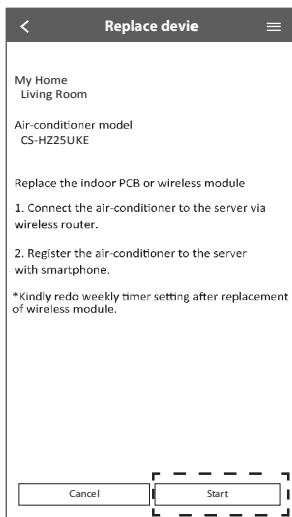 Replace devie
My Home
Living Room
Air-conditioner model
CS-HZ25UKE
Replace the indoor PCB or wireless module
1. Connect the air-conditioner to the server via
wireless router.
2. Register the air-conditioner to the server
with smartphone.
*Kindly redo weekly timer setting after replacement
of wireless module.
Cancel
Start